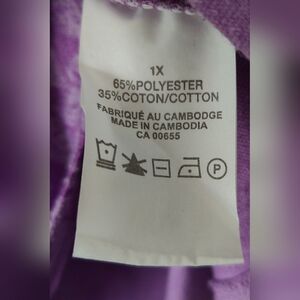 1X
65%POLYESTER
35%COTON/COTTON
FABRIQUÉ AU CAMBODGE
MADE IN CAMBODIA
CA 00655
P